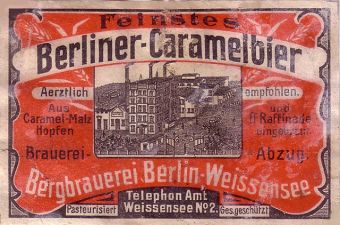 Feinstes
Berliner-Caramelbier
Aerztlich empfohlen.
Aus und
Caramel-Malz ff Raffinade
Hopfen eingebraut.
Brauerei- Abzug.
Bergbrauerei Berlin-Weissensee
Telephon Amt
Pasteurisiert Weissensee No 2. Ges. geschützt